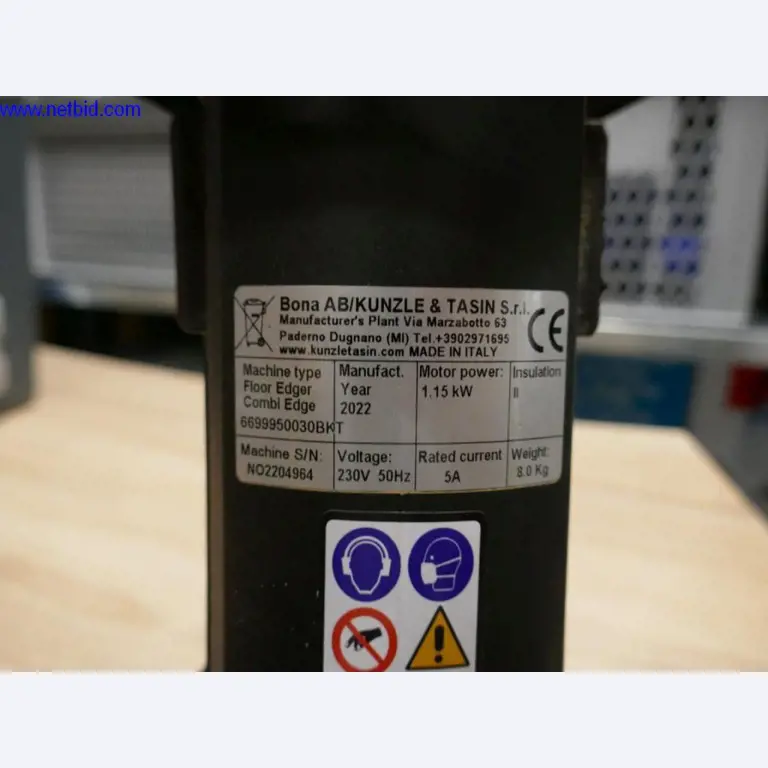 www.netbid.com
Bona AB/KUNZLE & TASIN S.r.l.
Manufacturer's Plant Via Marzabotto 63
Paderno Dugnano (MI) Tel.+3902971695
www.kunzletasin.com MADE IN ITALY
CE
Machine type
Floor Edger
Combi Edge
6699950030BKT
Manufact.
Year
2022
Motor power:
1.15 kW
Insulation
II
Machine S/N:
NO2204964
Voltage:
230V 50Hz
Rated current
5A
Weight:
8.0 Kg